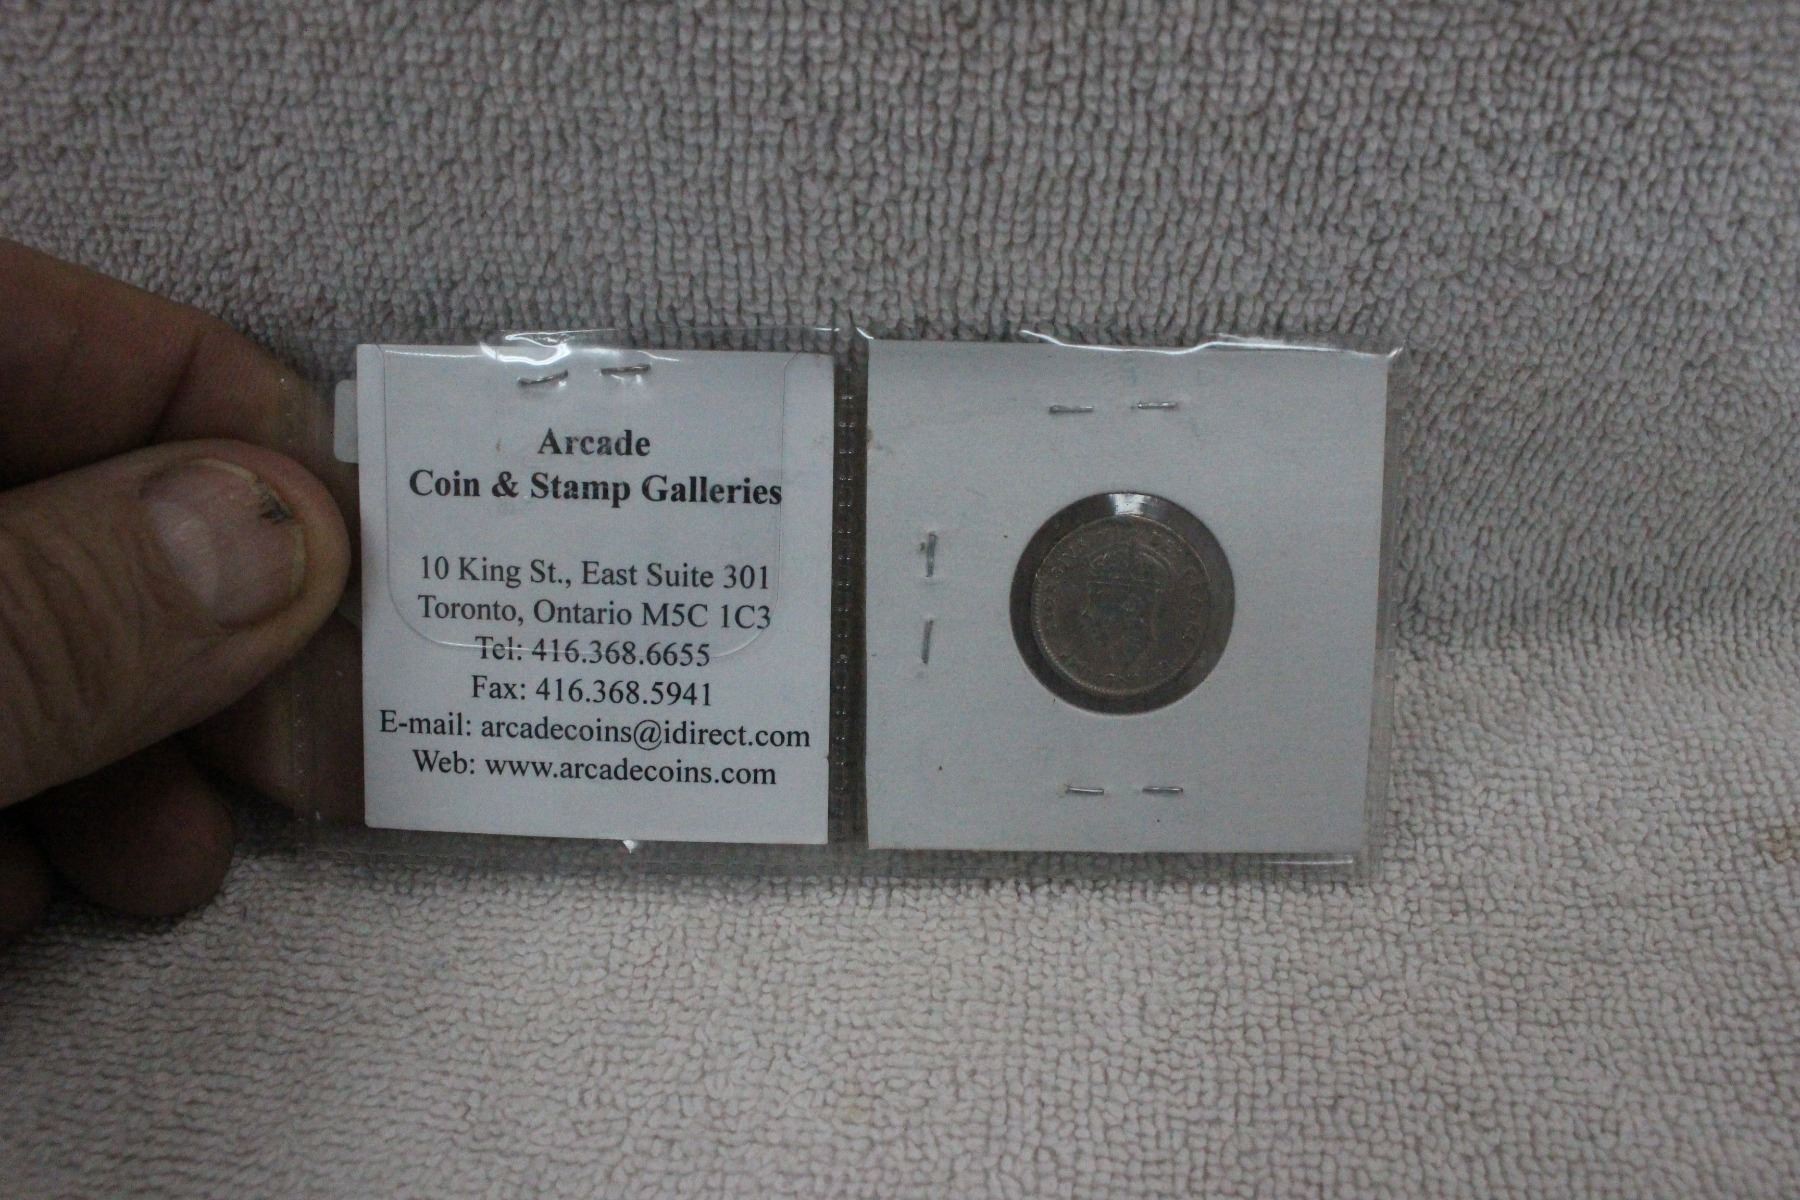 Arcade
Coin & Stamp Galleries
10 King St., East Suite 301
Toronto, Ontario M5C 1C3
Tel: 416.368.6655
Fax: 416.368.5941
E-mail: arcadecoins@idirect.com
Web: www.arcadecoins.com